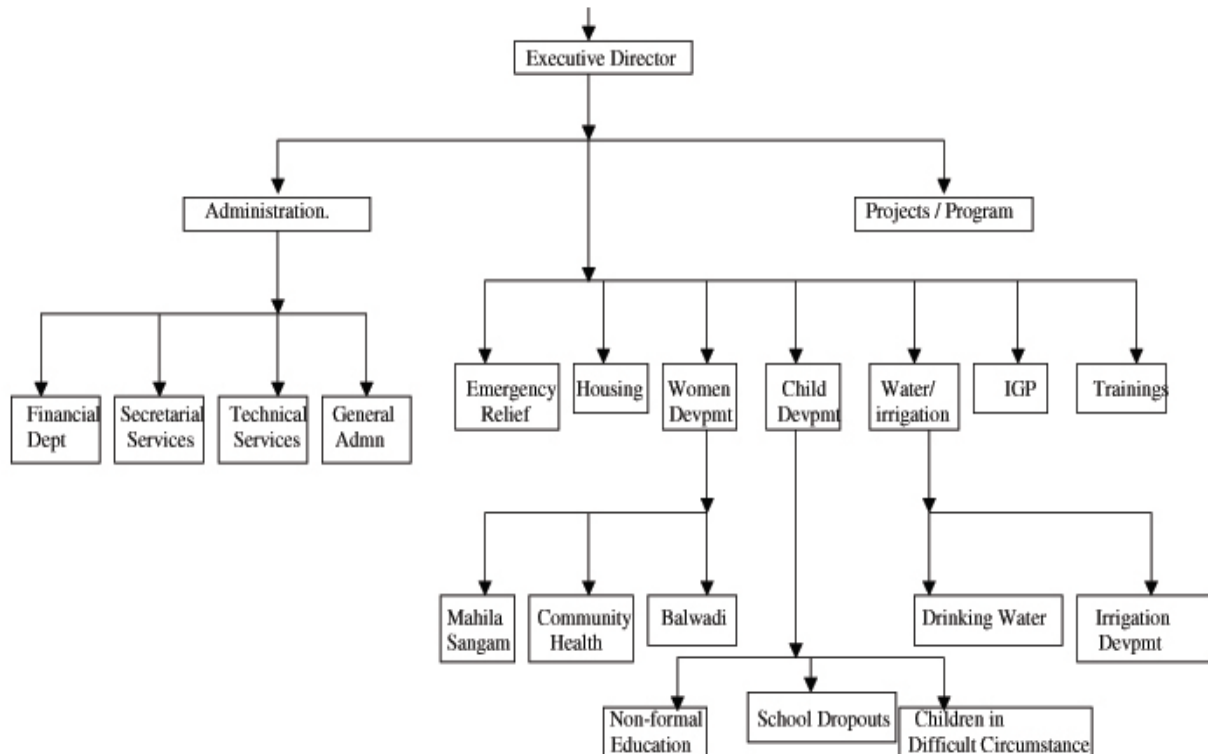 Executive Director
Administration.
Projects / Program
Emergency
Relief
Housing
Women
Devpmt
Child
Devpmt
Water/
irrigation
IGP
Trainings
Financial
Dept
Secretarial
Services
Technical
Services
General
Admn
Mahila
Sangam
Community
Health
Balwadi
Drinking Water
Irrigation
Devpmt
Non-formal
Education
School Dropouts
Children in
Difficult Circumstance